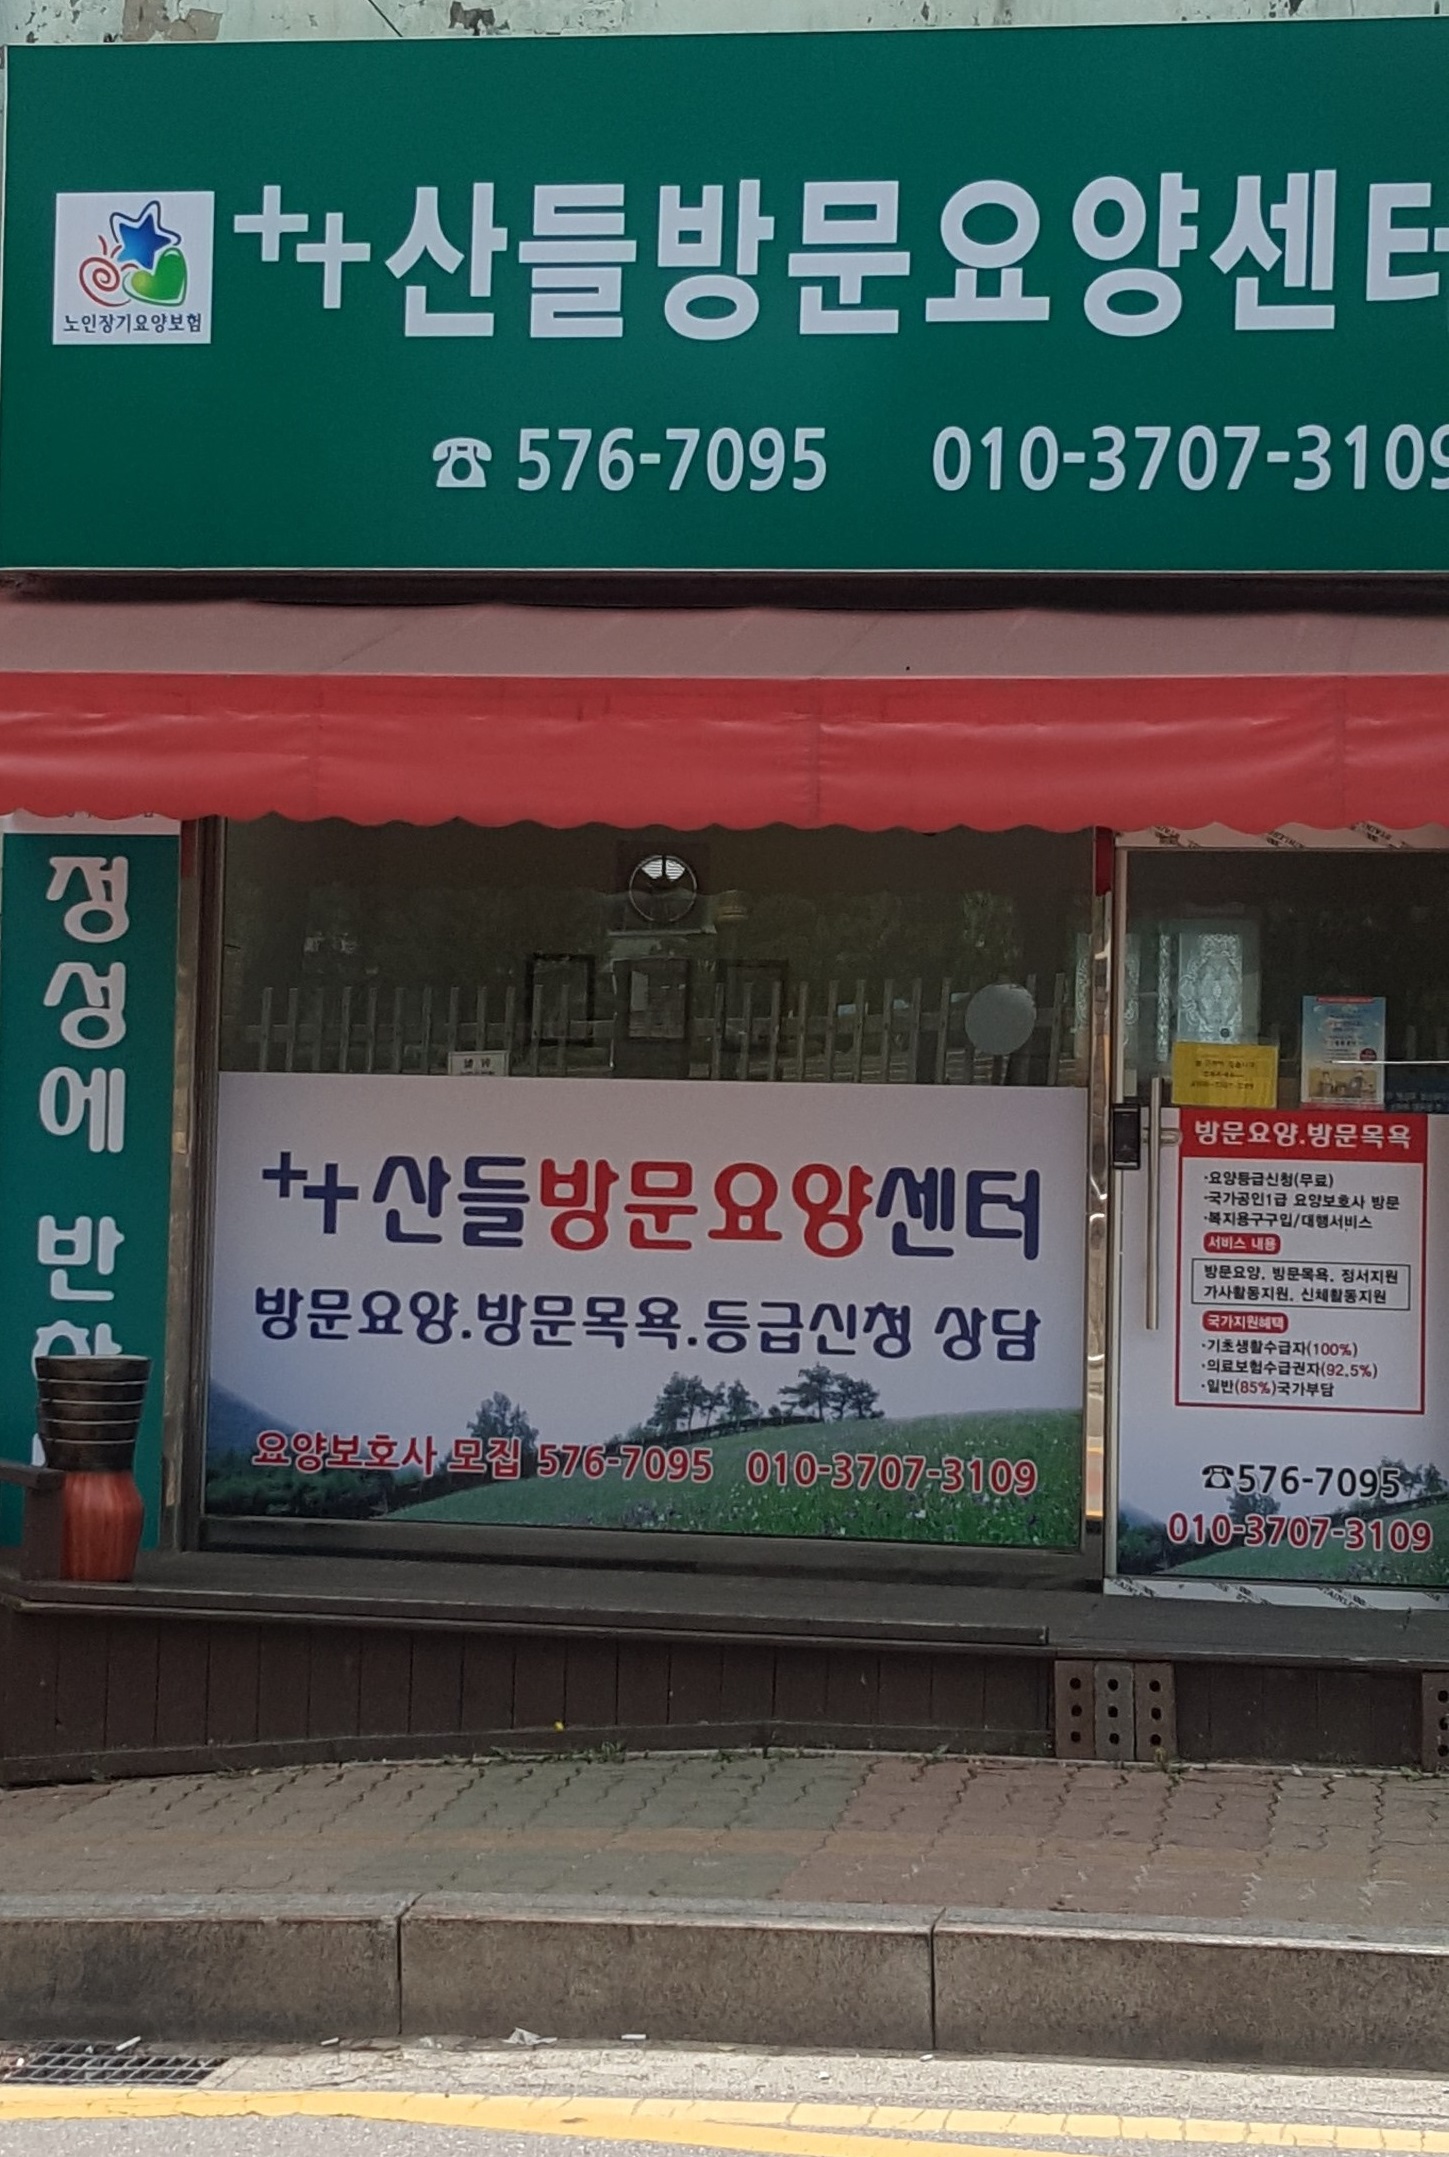 산들방문요양센터
노인장기요양보험
☎ 576-7095 010-3707-3109
정성에 반하
산들방문요양센터
방문요양.방문목욕.등급신청 상담
요양보호사 모집 576-7095 010-3707-3109
방문요양.방문목욕
·요양등급신청(무료)
·국가공인1급 요양보호사 방문
·복지용구구입/대행서비스
서비스 내용
방문요양, 방문목욕, 정서지원
가사활동지원, 신체활동지원
국가지원혜택
·기초생활수급자(100%)
·의료보험수급권자(92.5%)
·일반(85%)국가부담
☎576-7095
010-3707-3109